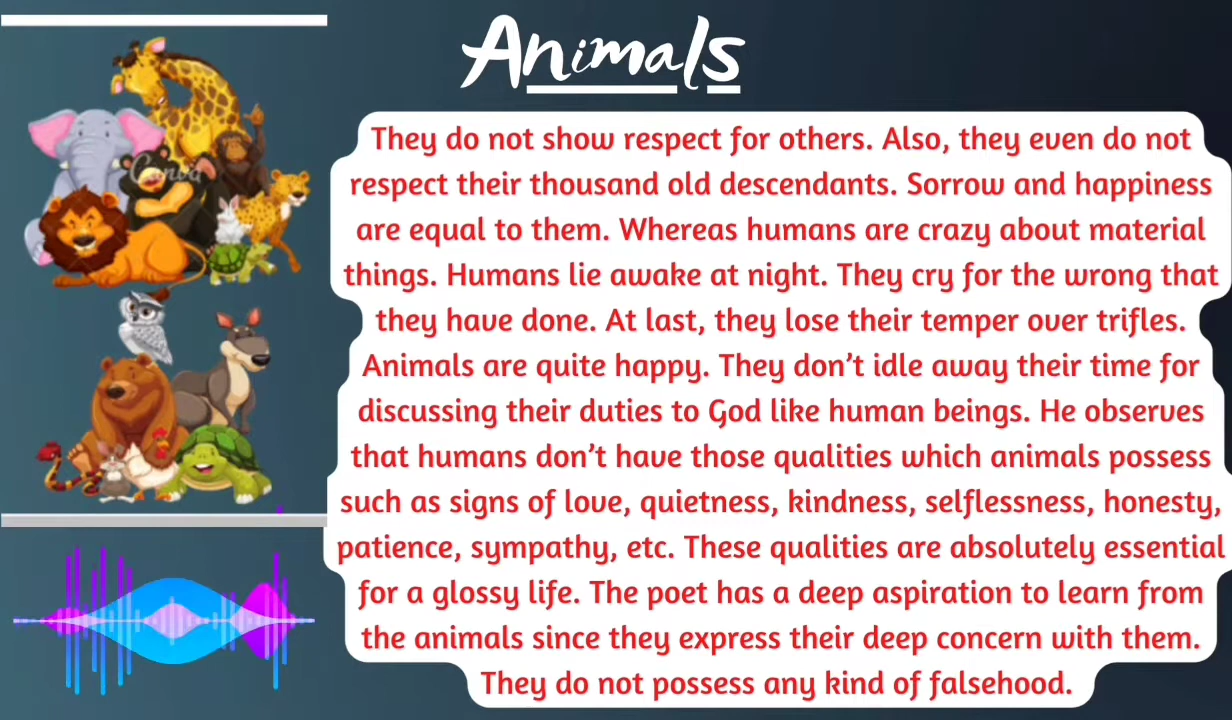 Animals
They do not show respect for others. Also, they even do not
respect their thousand old descendants. Sorrow and happiness
are equal to them. Whereas humans are crazy about material
things. Humans lie awake at night. They cry for the wrong that
they have done. At last, they lose their temper over trifles.
Animals are quite happy. They don't idle away their time for
discussing their duties to God like human beings. He observes
that humans don't have those qualities which animals possess
such as signs of love, quietness, kindness, selflessness, honesty,
patience, sympathy, etc. These qualities are absolutely essential
for a glossy life. The poet has a deep aspiration to learn from
the animals since they express their deep concern with them.
They do not possess any kind of falsehood.
Canva